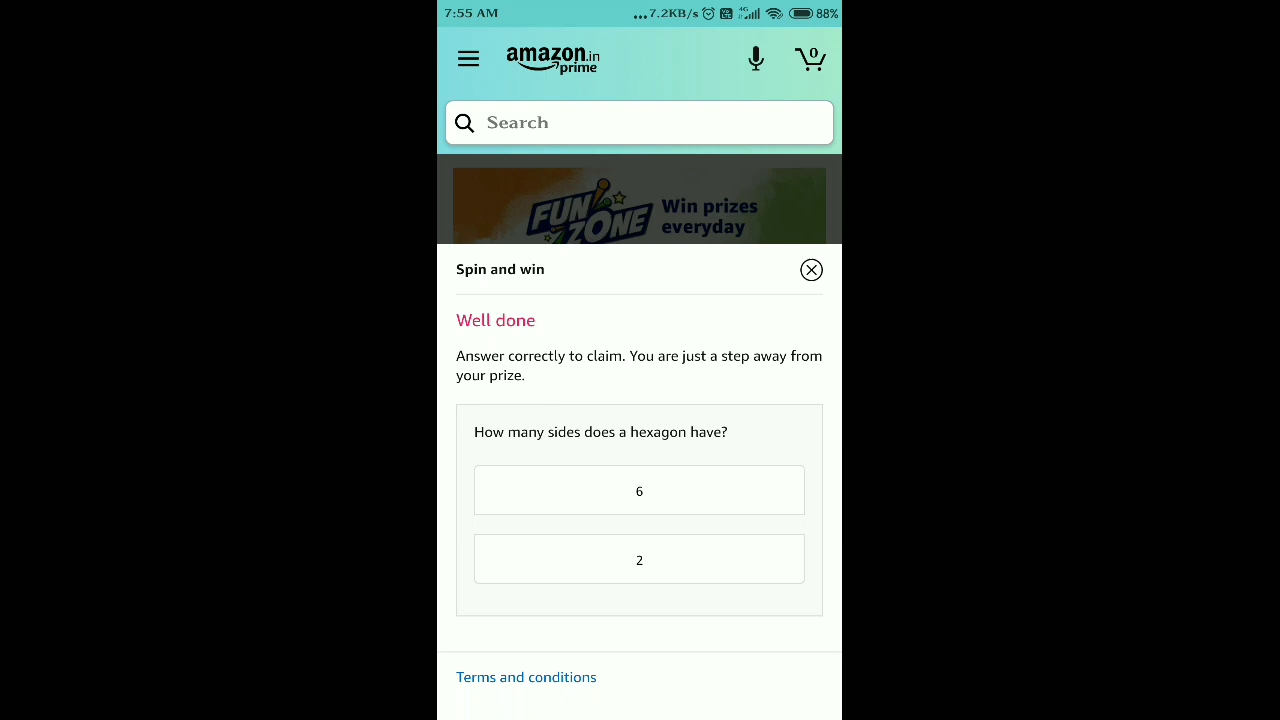 7:55 AM
...7.2KB/s
4G
88%
amazon.in
prime
0
Search
FUN
ZONE
Win prizes
everyday
Spin and win
Well done
Answer correctly to claim. You are just a step away from
your prize.
How many sides does a hexagon have?
6
2
Terms and conditions